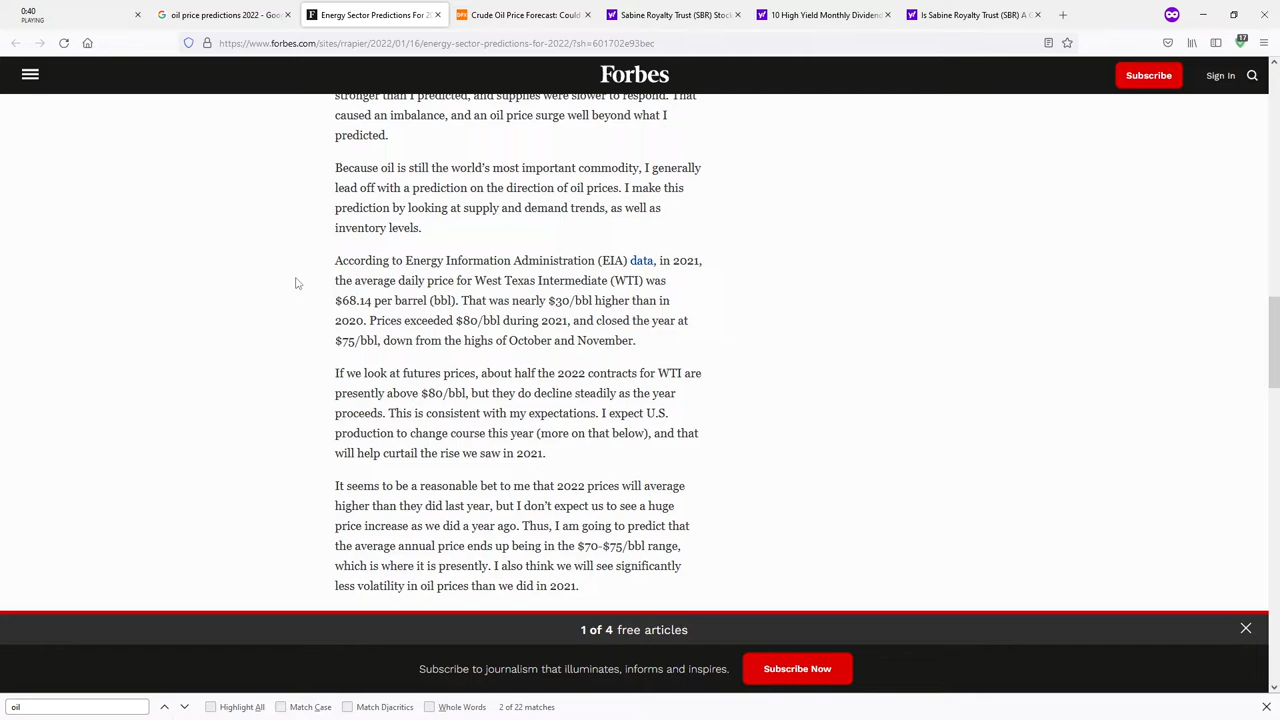 0:40
PLAYING
oil price predictions 2022 - Goo
Energy Sector Predictions For 20
Crude Oil Price Forecast: Could
Sabine Royalty Trust (SBR) Stock
10 High Yield Monthly Dividend
Is Sabine Royalty Trust (SBR) A G
17
https://www.forbes.com/sites/rrapier/2022/01/16/energy-sector-predictions-for-2022/?sh=601702e93bec
Forbes
Subscribe
Sign In
stronger than I predicted, and supplies were slower to respond. That
caused an imbalance, and an oil price surge well beyond what I
predicted.
Because oil is still the world's most important commodity, I generally
lead off with a prediction on the direction of oil prices. I make this
prediction by looking at supply and demand trends, as well as
inventory levels.
According to Energy Information Administration (EIA) data, in 2021,
the average daily price for West Texas Intermediate (WTI) was
$68.14 per barrel (bbl). That was nearly $30/bbl higher than in
2020. Prices exceeded $80/bbl during 2021, and closed the year at
$75/bbl, down from the highs of October and November.
If we look at futures prices, about half the 2022 contracts for WTI are
presently above $80/bbl, but they do decline steadily as the year
proceeds. This is consistent with my expectations. I expect U.S.
production to change course this year (more on that below), and that
will help curtail the rise we saw in 2021.
It seems to be a reasonable bet to me that 2022 prices will average
higher than they did last year, but I don't expect us to see a huge
price increase as we did a year ago. Thus, I am going to predict that
the average annual price ends up being in the $70-$75/bbl range,
which is where it is presently. I also think we will see significantly
less volatility in oil prices than we did in 2021.
1 of 4 free articles
Subscribe to journalism that illuminates, informs and inspires.
Subscribe Now
oil
Highlight All
Match Case
Match Diacritics
Whole Words
2 of 22 matches